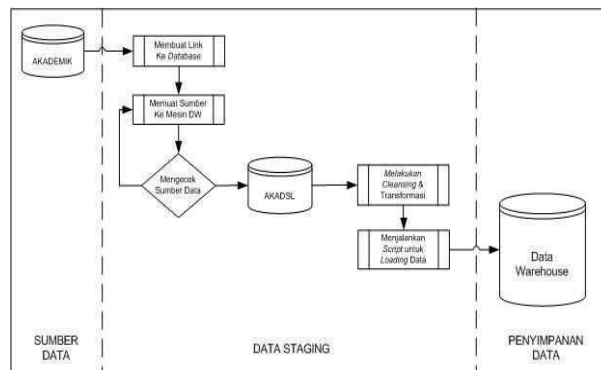 AKADEMIK
Membuat Link
Ke Database
Memuat Sumber
Ke Mesin DW
Mengecek
Sumber Data
AKADSL
Melakukan
Cleansing &
Transformasi
Menjalankan
Script untuk
Loading Data
Data
Warehouse
SUMBER
DATA
DATA STAGING
PENYIMPANAN
DATA